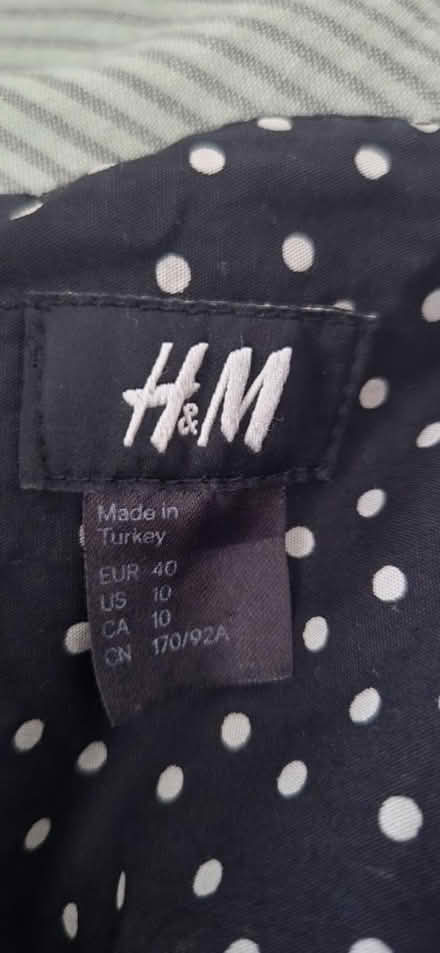 H&M
Made in
Turkey
EUR 40
US 10
CA 10
CN 170/92A